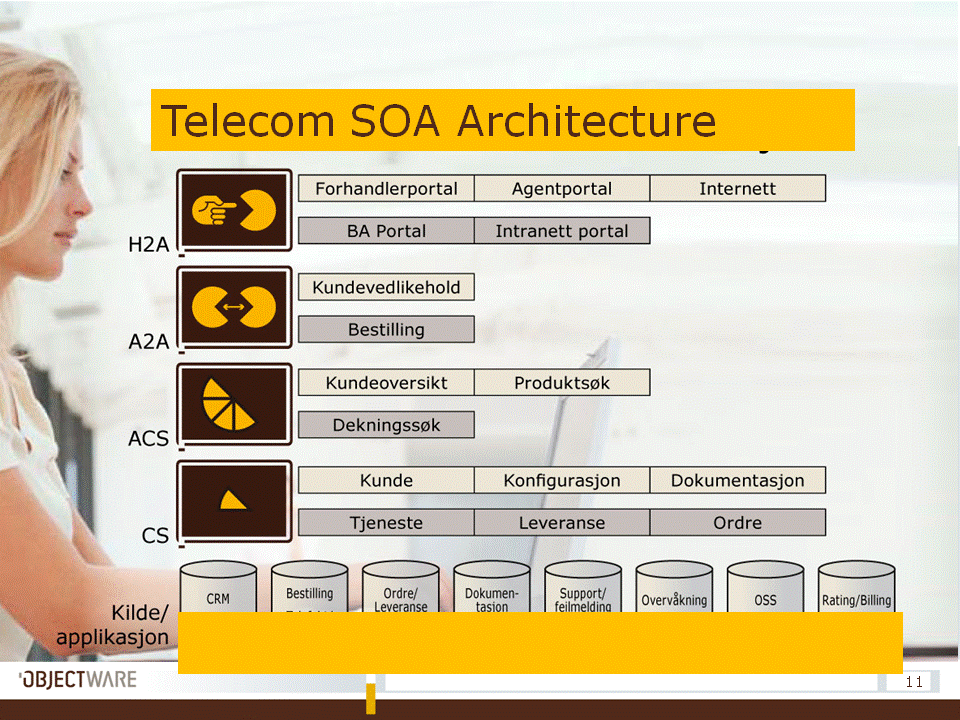 Telecom SOA Architecture
Forhandlerportal Agentportal Internett
BA Portal Intranett portal
H2A
Kundevedlikehold
Bestilling
A2A
Kundeoversikt Produktsøk
Dekningssøk
ACS
Kunde Konfigurasjon Dokumentasjon
Tjeneste Leveranse Ordre
CS
Kilde/
applikasjon
CRM
Bestilling
Ordre/
Leveranse
Dokumen-
tasjon
Support/
feilmelding
Overvåkning
OSS
Rating/Billing
OBJECTWARE
11